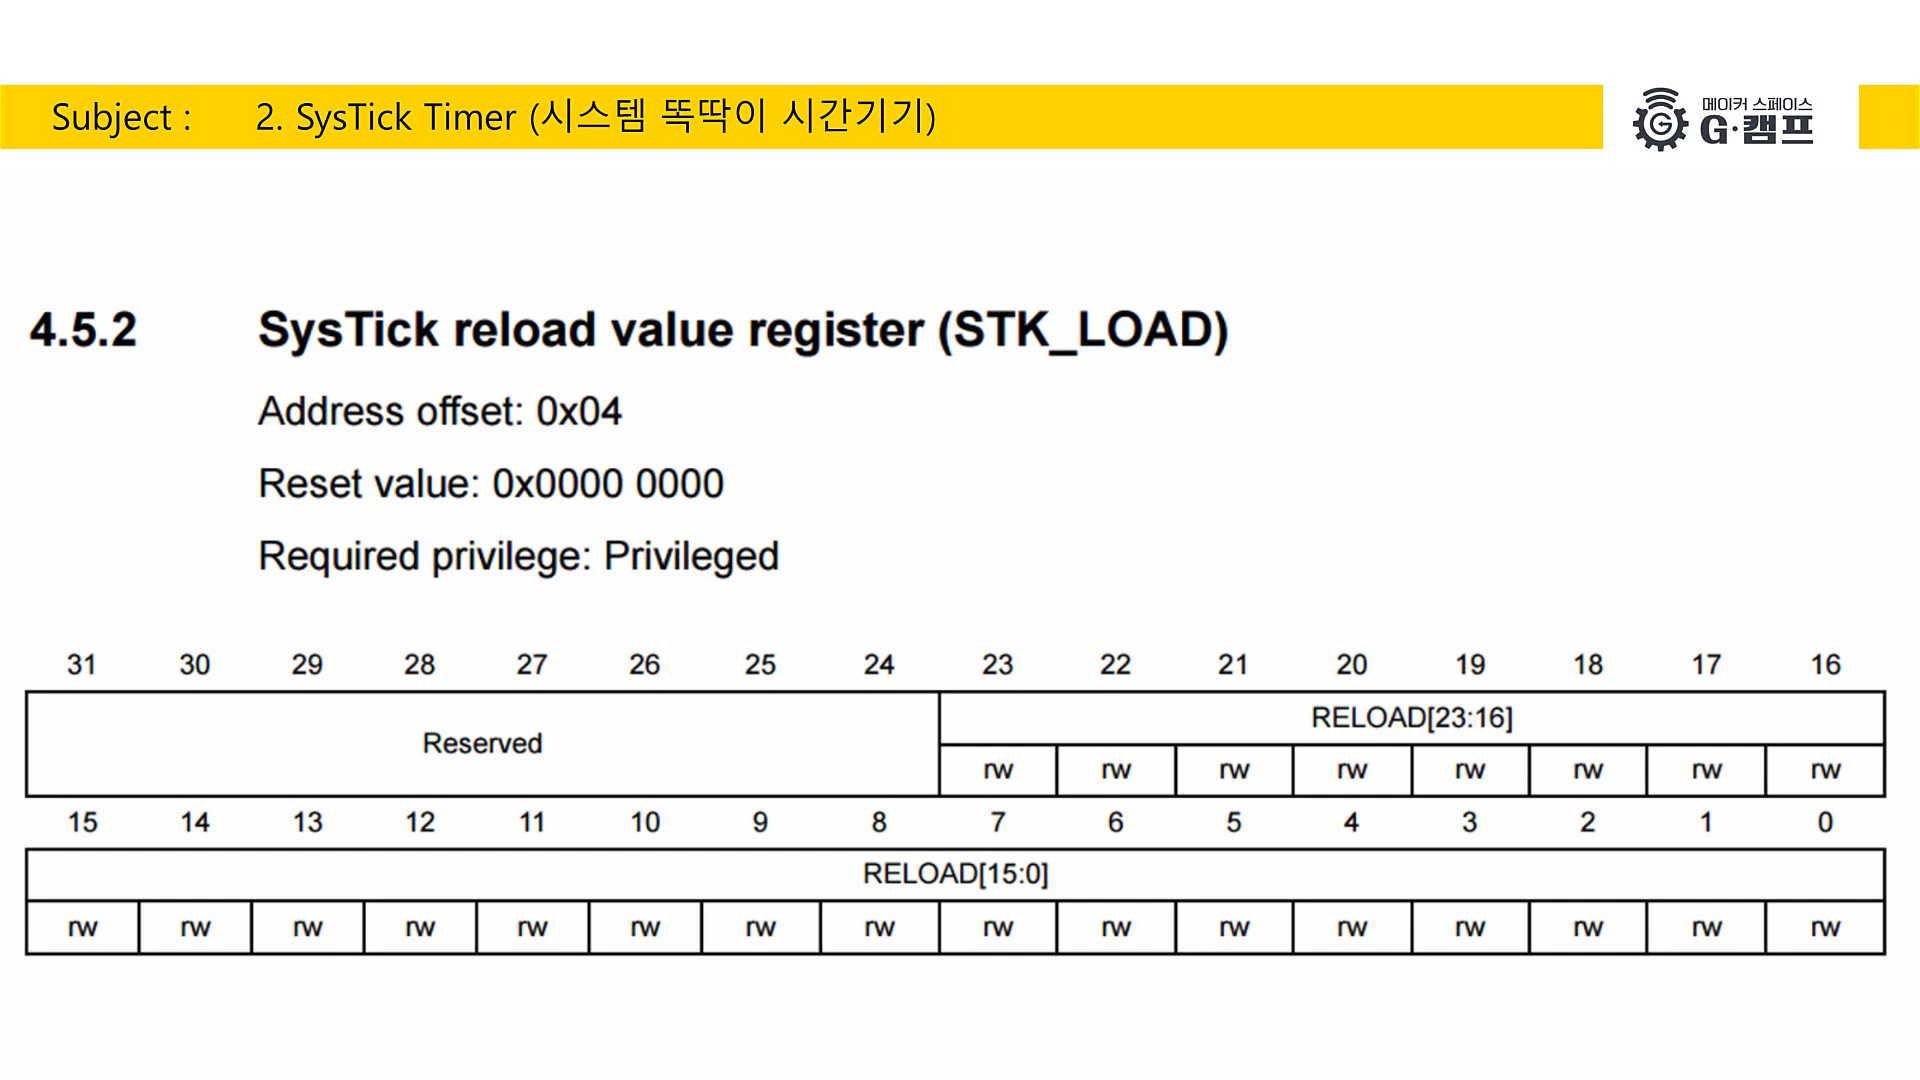 Subject : 2. SysTick Timer (시스템 똑딱이 시간기기)
메이커 스페이스
G·캠프
4.5.2 SysTick reload value register (STK_LOAD)
Address offset: 0x04
Reset value: 0x0000 0000
Required privilege: Privileged
31 30 29 28 27 26 25 24 23 22 21 20 19 18 17 16
Reserved RELOAD[23:16]
rw rw rw rw rw rw rw rw
15 14 13 12 11 10 9 8 7 6 5 4 3 2 1 0
RELOAD[15:0]
rw rw rw rw rw rw rw rw rw rw rw rw rw rw rw rw